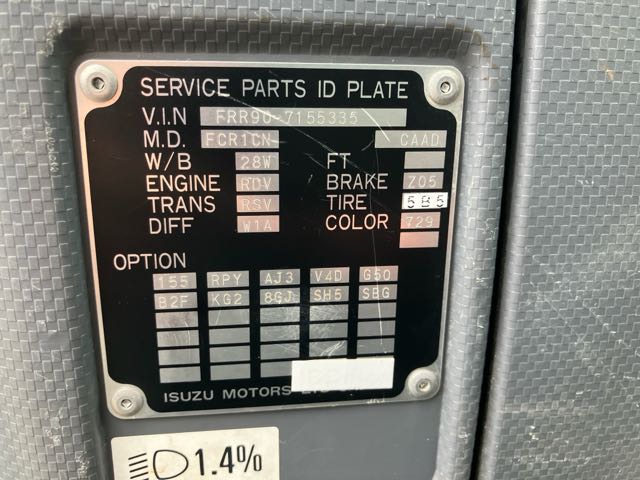 SERVICE PARTS ID PLATE
V.I.N FRR90-7155335
M.D. FCR1CN CAAD
W/B 28W FT
ENGINE RDV BRAKE Z05
TRANS RSV TIRE 5B5
DIFF W1A COLOR 729
OPTION
155 RPY AJ3 V4D G50
B2F KG2 8GJ SH5 SBG
ISUZU MOTORS
1.4%